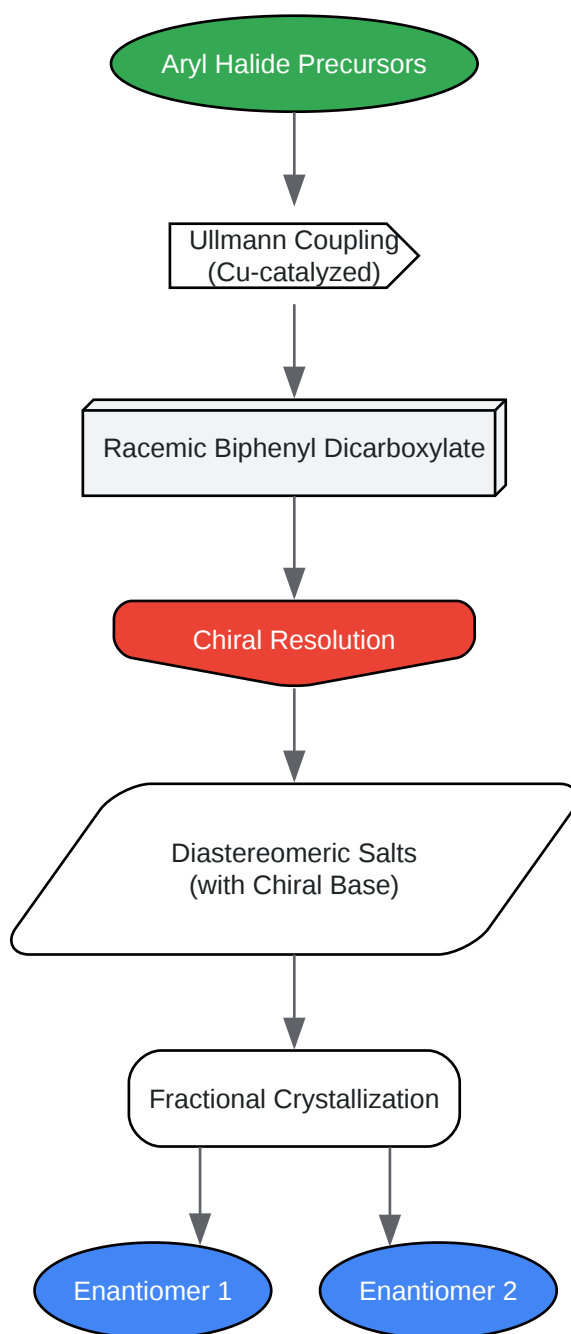 Aryl Halide Precursors
Ullmann Coupling
(Cu-catalyzed)
Racemic Biphenyl Dicarboxylate
Chiral Resolution
Diastereomeric Salts
(with Chiral Base)
Fractional Crystallization
Enantiomer 1
Enantiomer 2